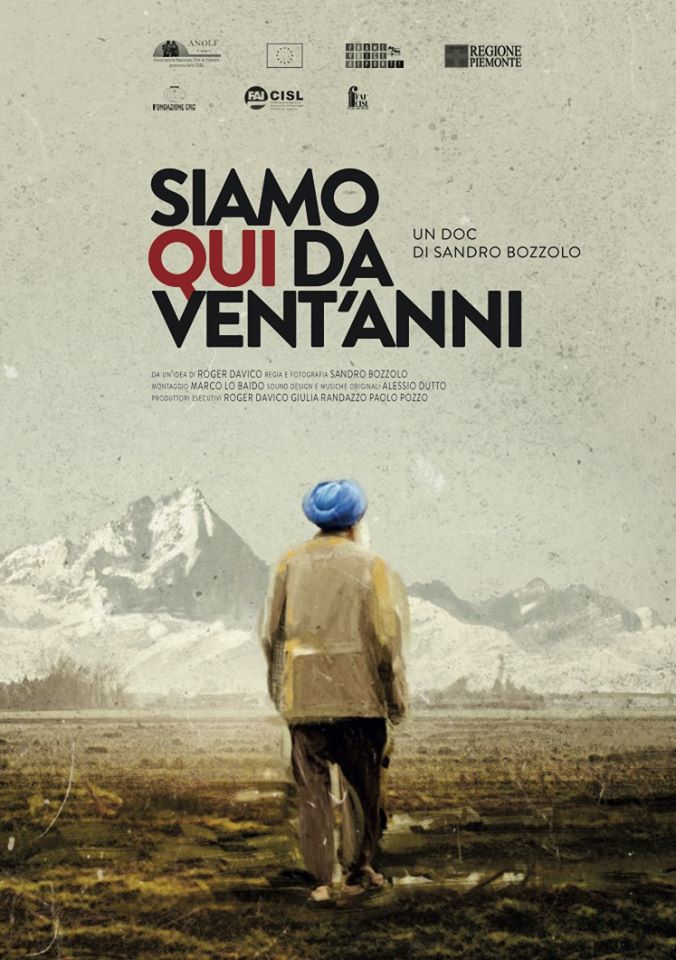 ANOLF
REGIONE
PIEMONTE
FONDAZIONE CRC
FAI CISL
FAI
CISL
SIAMO
QUI DA
VENT'ANNI
UN DOC
DI SANDRO BOZZOLO
DA UN'IDEA DI ROGER DAVICO REGIA E FOTOGRAFIA SANDRO BOZZOLO
MONTAGGIO MARCO LO BAIDO SOUND DESIGN E MUSICHE ORIGINALI ALESSIO DUTTO
PRODUTTORI ESECUTIVI ROGER DAVICO GIULIA RANDAZZO PAOLO POZZO